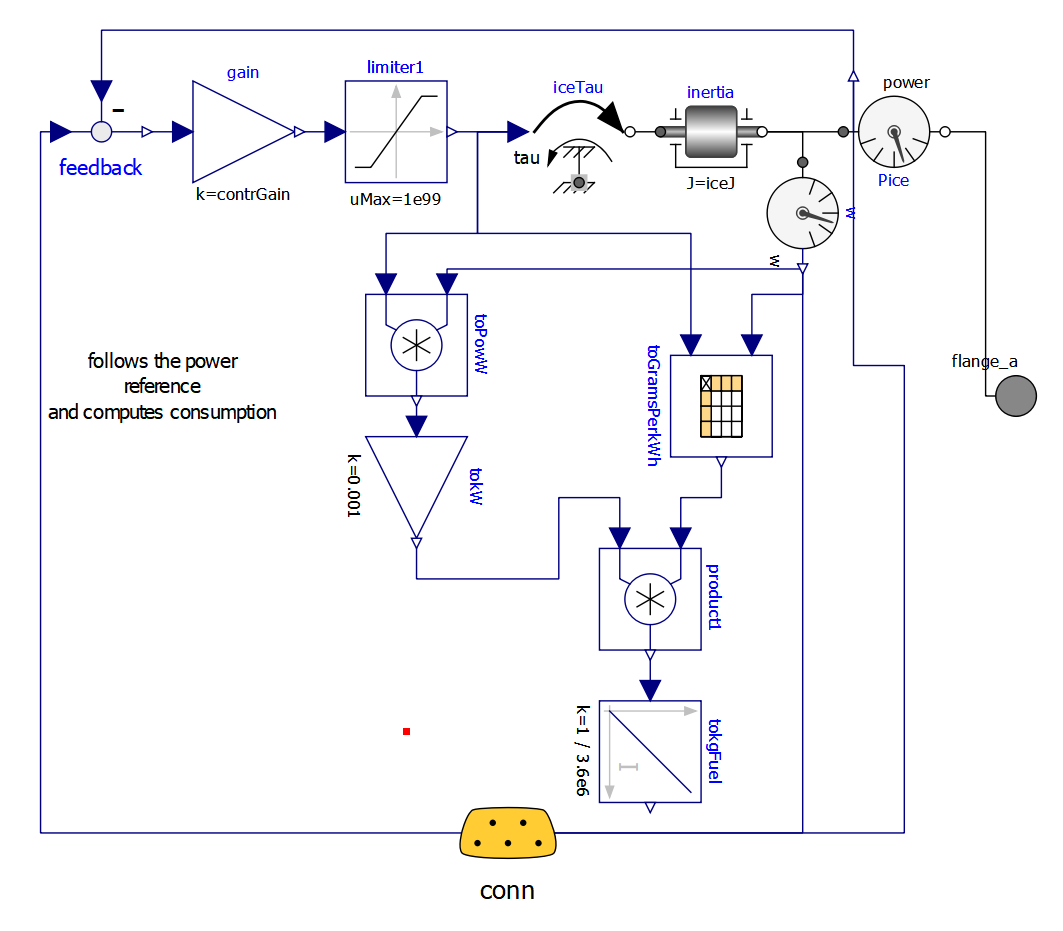 gain
limiter1
iceTau
inertia
power
−
tau
feedback
k=contrGain
uMax=1e99
J=iceJ
Pice
w
w
toPowW
toGramsPerkWh
flange_a
follows the power
reference
and computes consumption
k=0.001
tokW
product1
k=1 / 3.6e6
I
tokgFuel
conn